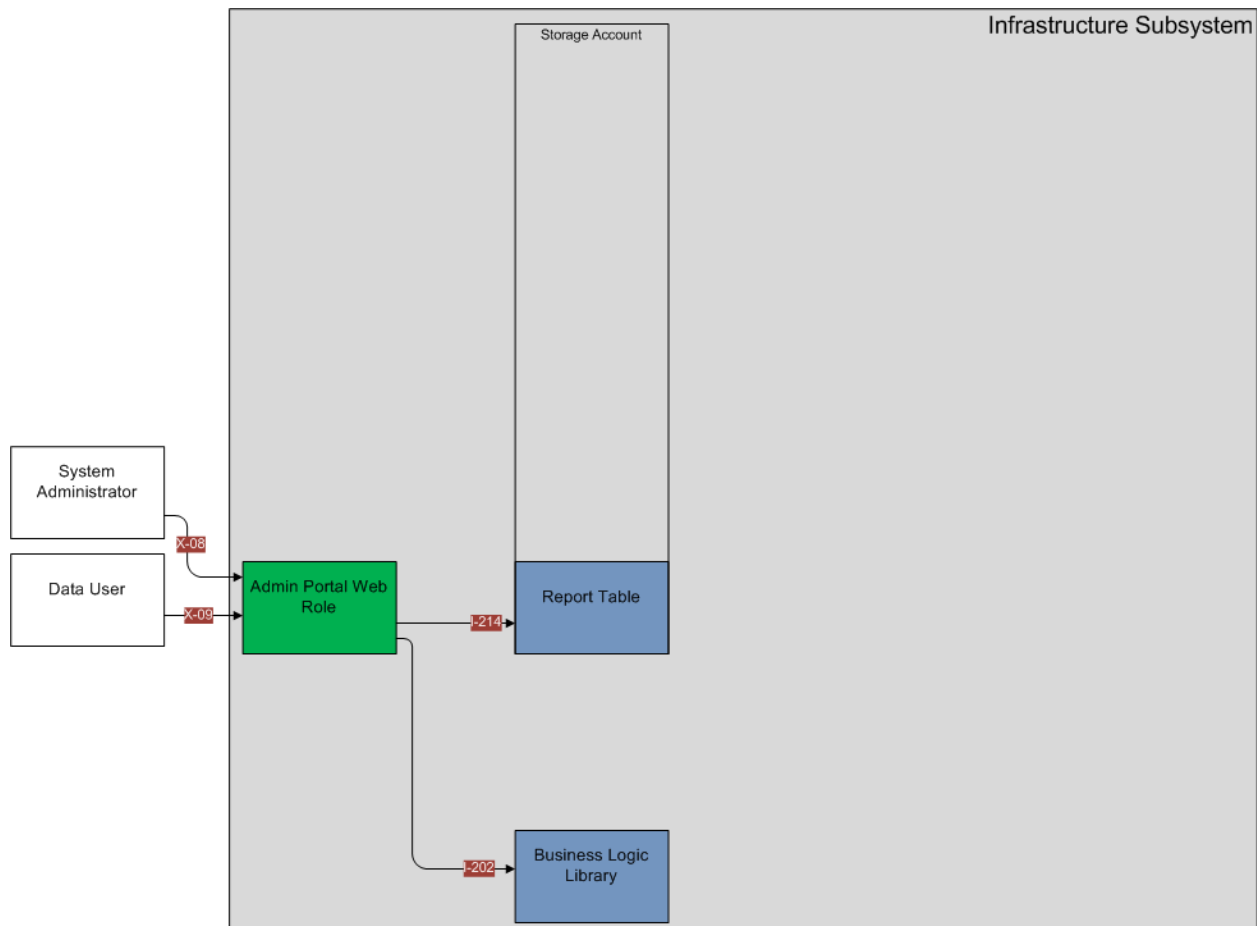 Infrastructure Subsystem
Storage Account
System
Administrator
X-08
Data User
X-09
Admin Portal Web
Role
I-214
Report Table
I-202
Business Logic
Library